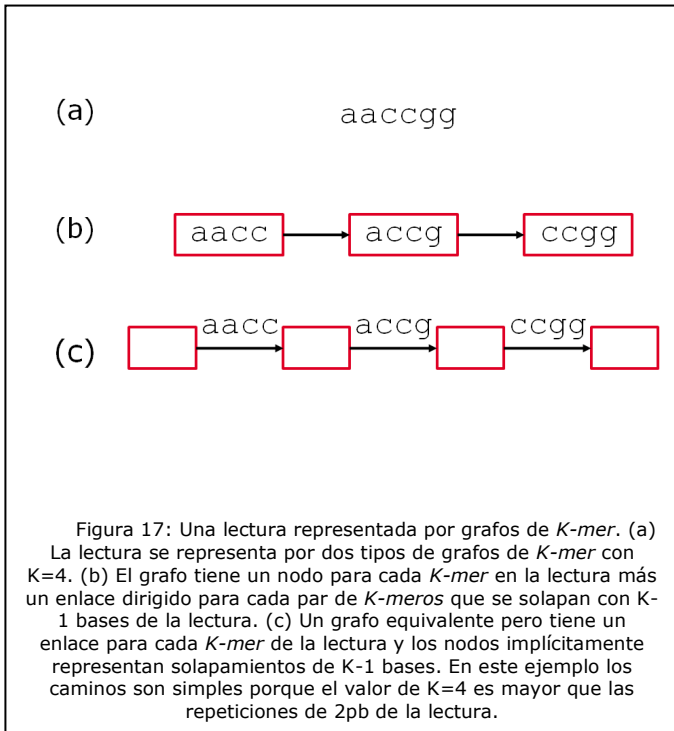 (a)
aaccgg
(b) aacc accg ccgg
aacc accg ccgg
(c)
Figura 17: Una lectura representada por grafos de K-mer. (a)
La lectura se representa por dos tipos de grafos de K-mer con
K=4. (b) El grafo tiene un nodo para cada K-mer en la lectura más
un enlace dirigido para cada par de K-meros que se solapan con K-
1 bases de la lectura. (c) Un grafo equivalente pero tiene un
enlace para cada K-mer de la lectura y los nodos implícitamente
representan solapamientos de K-1 bases. En este ejemplo los
caminos son simples porque el valor de K=4 es mayor que las
repeticiones de 2pb de la lectura.